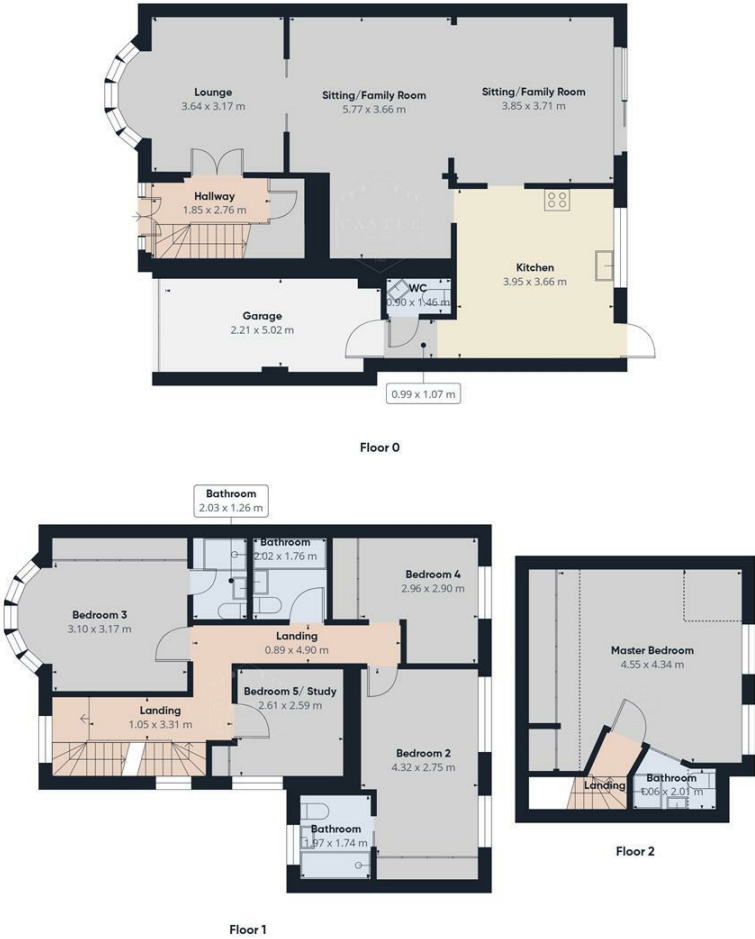 Lounge
3.64 x 3.17 m
Sitting/Family Room
5.77 x 3.66 m
Sitting/Family Room
3.85 x 3.71 m
Hallway
1.85 x 2.76 m
CASTLE
Kitchen
3.95 x 3.66 m
WC
0.90 x 1.46 m
Garage
2.21 x 5.02 m
0.99 x 1.07 m
Floor 0
Bathroom
2.03 x 1.26 m
Bathroom
2.02 x 1.76 m
Bedroom 4
2.96 x 2.90 m
Bedroom 3
3.10 x 3.17 m
Landing
0.89 x 4.90 m
Master Bedroom
4.55 x 4.34 m
Bedroom 5/ Study
2.61 x 2.59 m
Landing
1.05 x 3.31 m
Bedroom 2
4.32 x 2.75 m
Landing
Bathroom
1.06 x 2.01 m
Bathroom
1.97 x 1.74 m
Floor 2
Floor 1